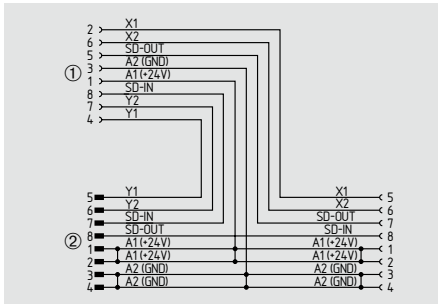 2 X1
6 X2
5 SD-OUT
① 3 A2 (GND)
1 A1 (+24V)
8 SD-IN
7 Y2
4 Y1
5 Y1 X1 5
6 Y2 X2 6
7 SD-IN SD-OUT 7
② 8 SD-OUT SD-IN 8
1 A1 (+24V) A1 (+24V) 1
2 A1 (+24V) A1 (+24V) 2
3 A2 (GND) A2 (GND) 3
4 A2 (GND) A2 (GND) 4